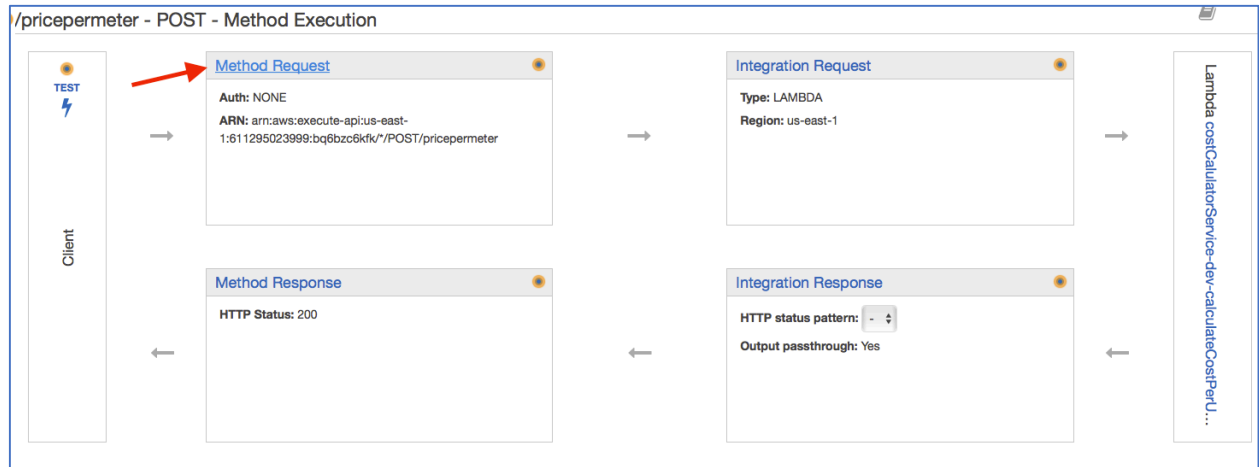 /pricepermeter - POST - Method Execution
TEST
Client
Method Request
Auth: NONE
ARN: arn:aws:execute-api:us-east-
1:611295023999:bq6bzc6kfk/*/POST/pricepermeter
Integration Request
Type: LAMBDA
Region: us-east-1
Lambda costCalulatorService-dev-calculateCostPerU...
Method Response
HTTP Status: 200
Integration Response
HTTP status pattern: -
Output passthrough: Yes